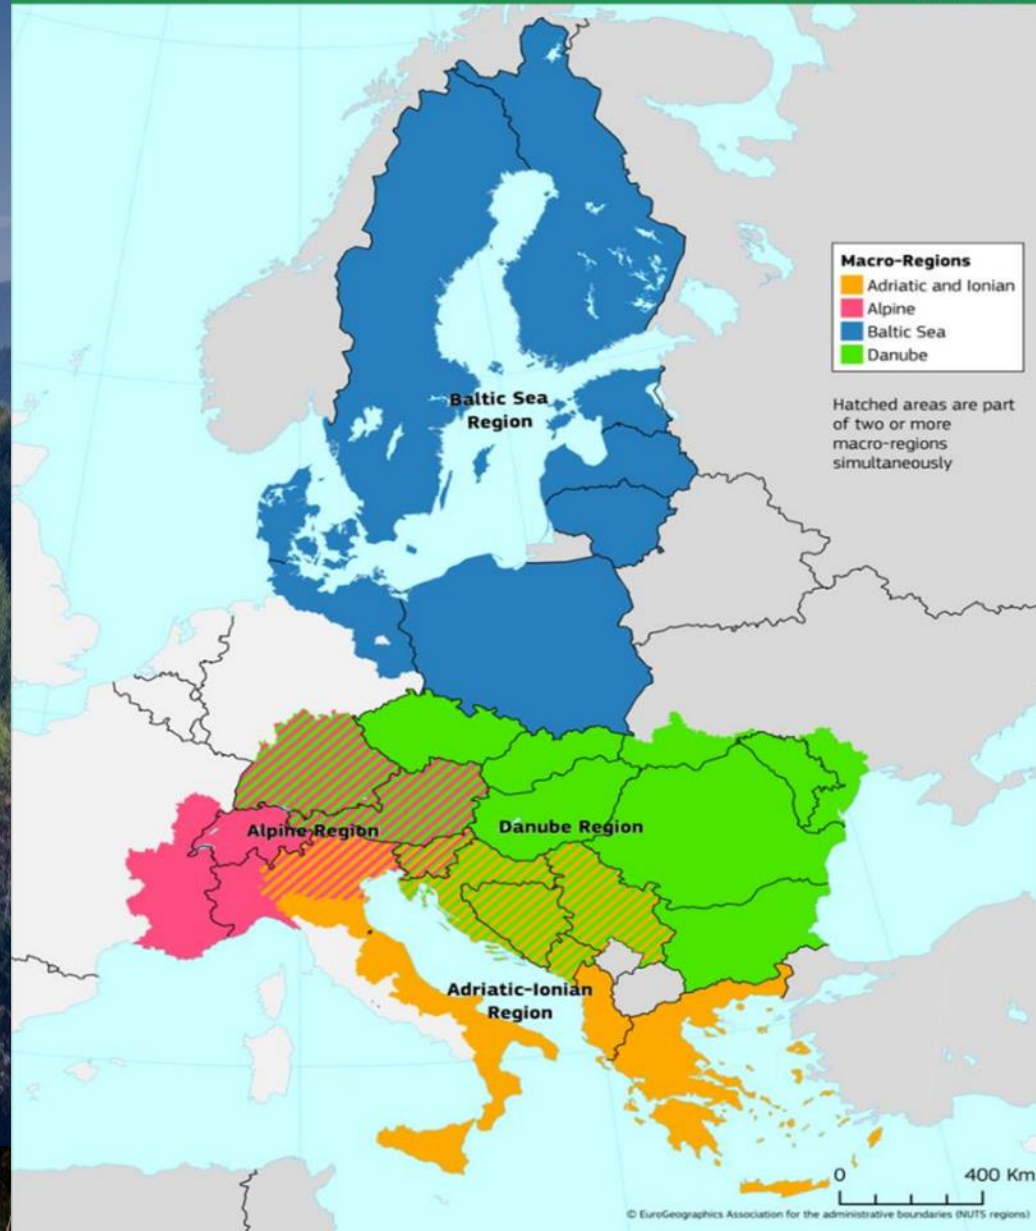 Macro-Regions
Adriatic and Ionian
Alpine
Baltic Sea
Danube
Hatched areas are part
of two or more
macro-regions
simultaneously
Baltic Sea
Region
Alpine Region
Danube Region
Adriatic-Ionian
Region
0 400 Km
© EuroGeographics Association for the administrative boundaries (NUTS regions)